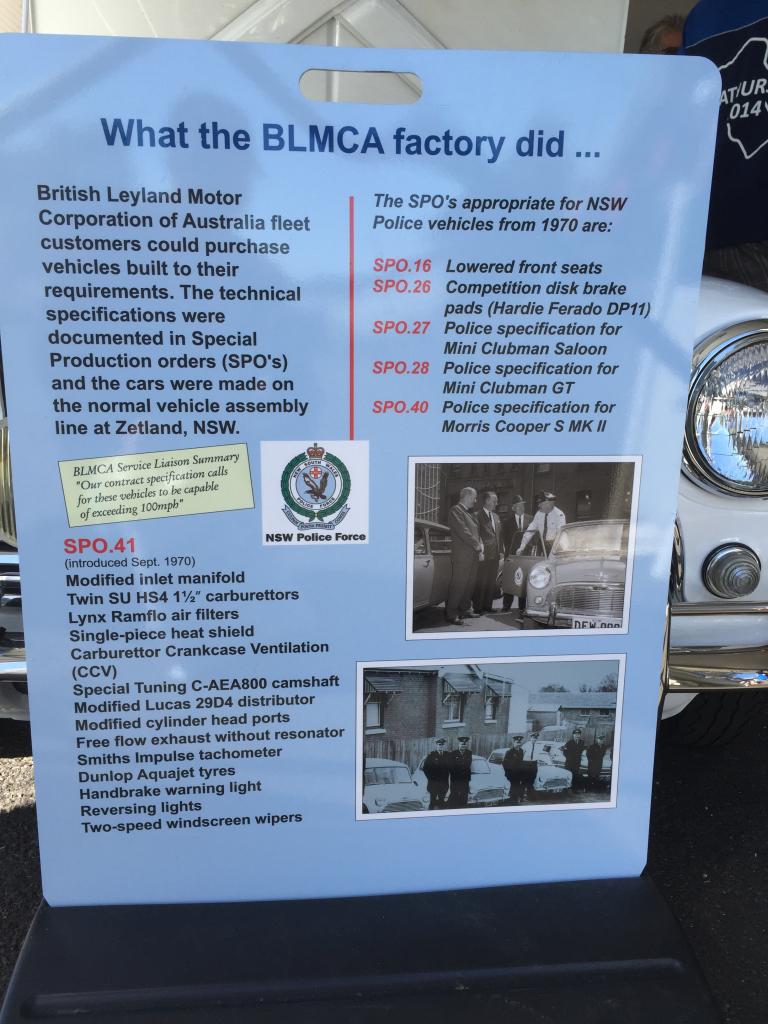 What the BLMCA factory did ...
British Leyland Motor
Corporation of Australia fleet
customers could purchase
vehicles built to their
requirements. The technical
specifications were
documented in Special
Production orders (SPO's)
and the cars were made on
the normal vehicle assembly
line at Zetland, NSW.
The SPO's appropriate for NSW
Police vehicles from 1970 are:
SPO.16 Lowered front seats
SPO.26 Competition disk brake
pads (Hardie Ferado DP11)
SPO.27 Police specification for
Mini Clubman Saloon
SPO.28 Police specification for
Mini Clubman GT
SPO.40 Police specification for
Morris Cooper S MK II
BLMCA Service Liaison Summary
"Our contract specification calls
for these vehicles to be capable
of exceeding 100mph"
NEW SOUTH WALES
POLICE FORCE
NSW Police Force
SPO.41
(introduced Sept. 1970)
Modified inlet manifold
Twin SU HS4 1½″ carburettors
Lynx Ramflo air filters
Single-piece heat shield
Carburettor Crankcase Ventilation
(CCV)
Special Tuning C-AEA800 camshaft
Modified Lucas 29D4 distributor
Modified cylinder head ports
Free flow exhaust without resonator
Smiths Impulse tachometer
Dunlop Aquajet tyres
Handbrake warning light
Reversing lights
Two-speed windscreen wipers
014